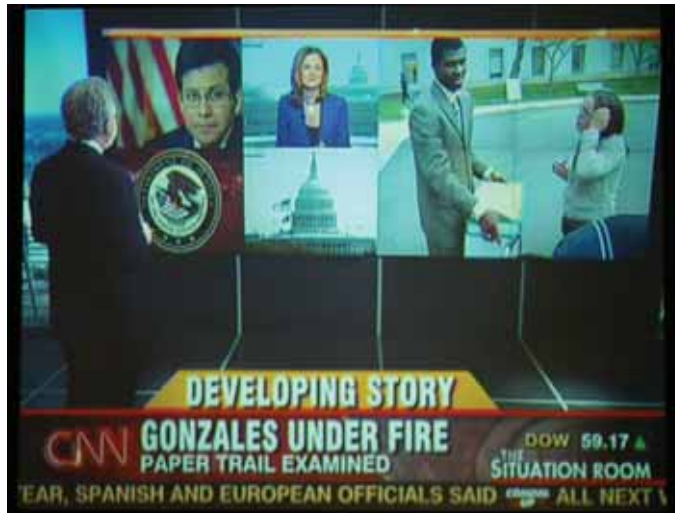 DEVELOPING STORY
CNN GONZALES UNDER FIRE
PAPER TRAIL EXAMINED
DOW 59.17
THE SITUATION ROOM
EAR, SPANISH AND EUROPEAN OFFICIALS SAID ALL NEXT